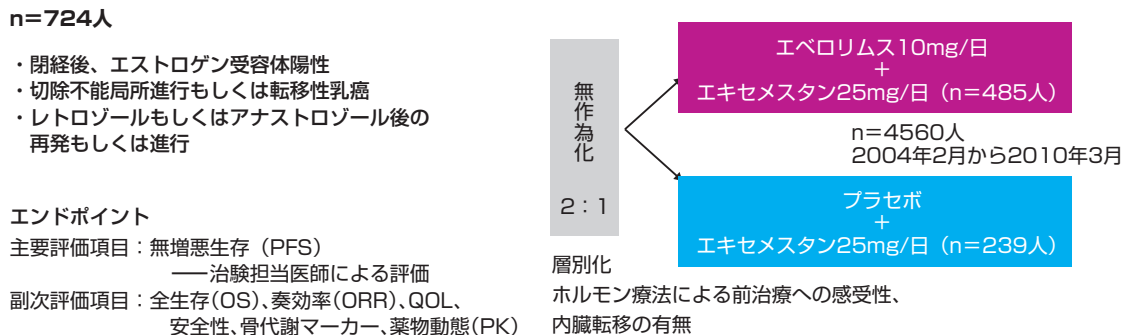 n=724人
・閉経後、エストロゲン受容体陽性
・切除不能局所進行もしくは転移性乳癌
・レトロゾールもしくはアナストロゾール後の
再発もしくは進行
エンドポイント
主要評価項目：無増悪生存（PFS）
——治験担当医師による評価
副次評価項目：全生存（OS）、奏効率（ORR）、QOL、
安全性、骨代謝マーカー、薬物動態（PK）
無作為化
2：1
エベロリムス10mg/日
＋
エキセメスタン25mg/日（n=485人）
n=4560人
2004年2月から2010年3月
プラセボ
＋
エキセメスタン25mg/日（n=239人）
層別化
ホルモン療法による前治療への感受性、
内臓転移の有無